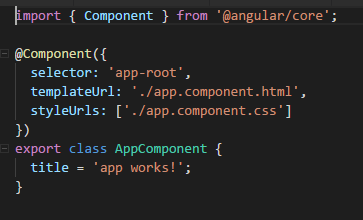 import { Component } from '@angular/core';
@Component({
selector: 'app-root',
templateUrl: './app.component.html',
styleUrls: ['./app.component.css']
})
export class AppComponent {
title = 'app works!';
}